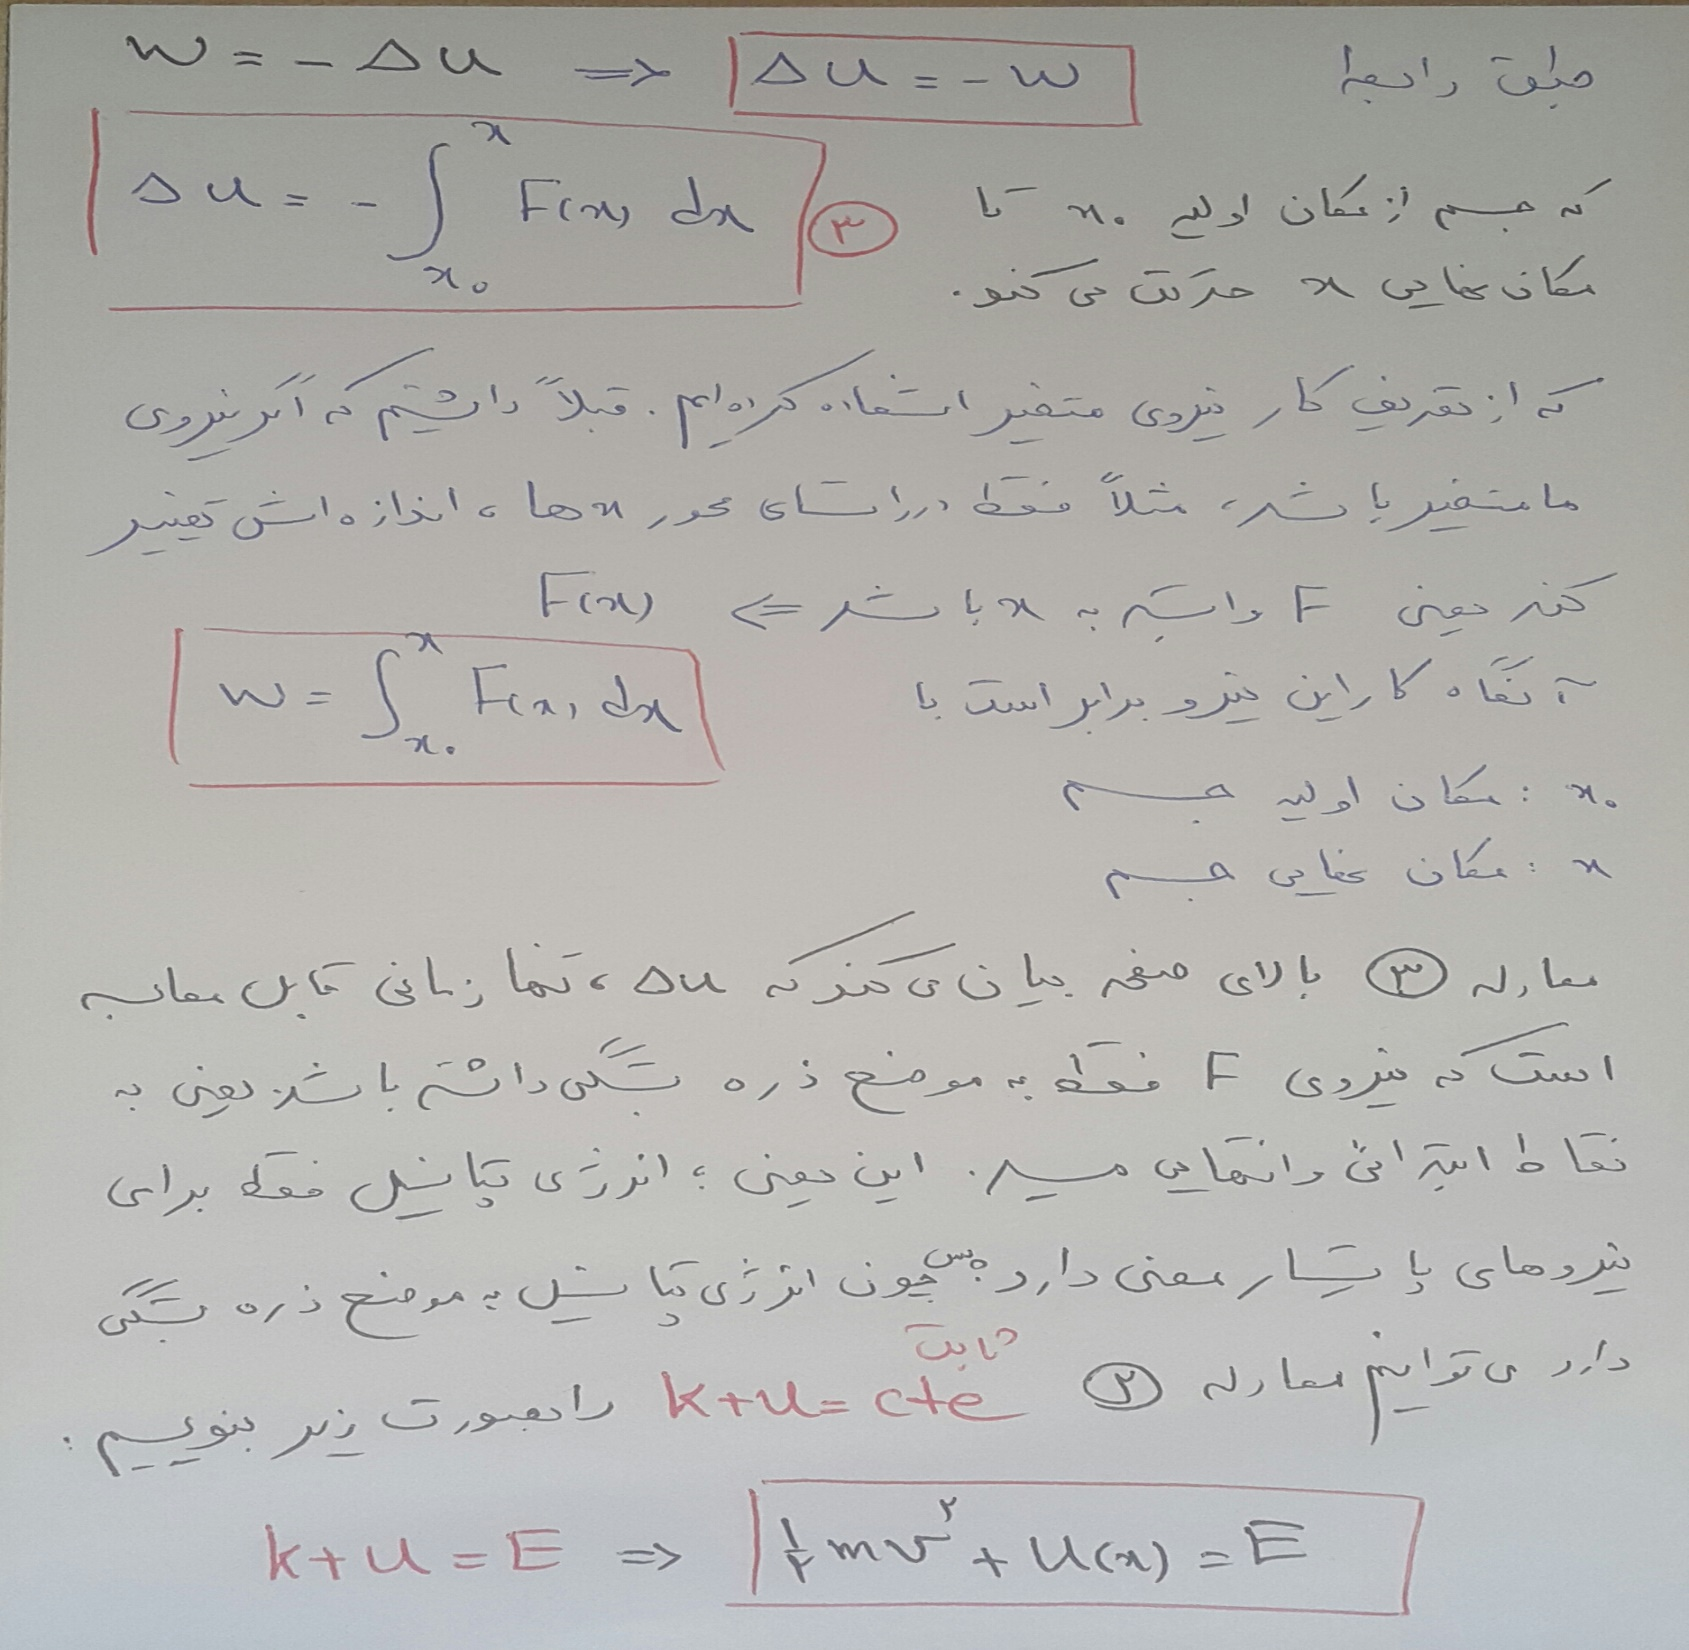 طبق رابطه W = - Δu ⇒ Δu = - W
که جسم از مکان اولیه x₀ تا Δu = - ∫ₓ₀ˣ F(x) dx ③
مکان نهایی x حرکت می کند.
که از تعریف کار نیروی متغیر استفاده کرده ایم. قبلاً داشتیم که اگر نیروی
ما متغیر باشد، مثلاً فقط در راستای محور x ها، اندازه اش تغییر
کند یعنی F وابسته به x باشد ⇐ F(x)
آنگاه کار این نیرو برابر است با W = ∫ₓ₀ˣ F(x) dx
x₀ : مکان اولیه جسم
x : مکان نهایی جسم
معادله ③ بالای صفحه بیان می کند که Δu، تنها زمانی قابل محاسبه
است که نیروی F فقط به موضع ذره بستگی داشته باشد یعنی به
نقاط ابتدائی و انتهایی مسیر. این یعنی؛ انرژی پتانسیل فقط برای
نیروهای پایستار معنی دارد پس چون انرژی پتانسیل به موضع ذره بستگی
ثابت
دارد می توانیم معادله ② k+u = cte را بصورت زیر بنویسیم:
k+u = E ⇒ ½ mv² + U(x) = E